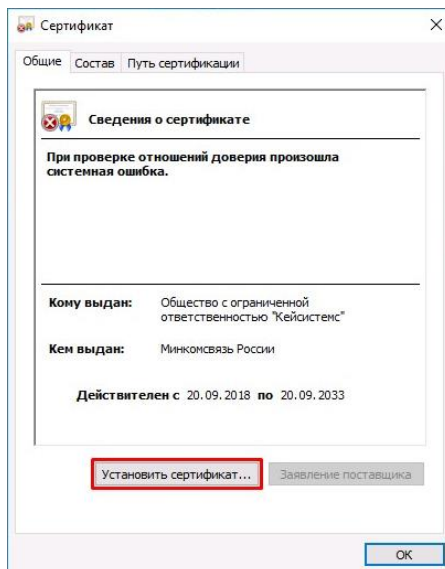 Сертификат
Общие Состав Путь сертификации
Сведения о сертификате
При проверке отношений доверия произошла
системная ошибка.
Кому выдан: Общество с ограниченной
ответственностью "Кейсистемс"
Кем выдан: Минкомсвязь России
Действителен с 20.09.2018 по 20.09.2033
Установить сертификат... Заявление поставщика
ОК